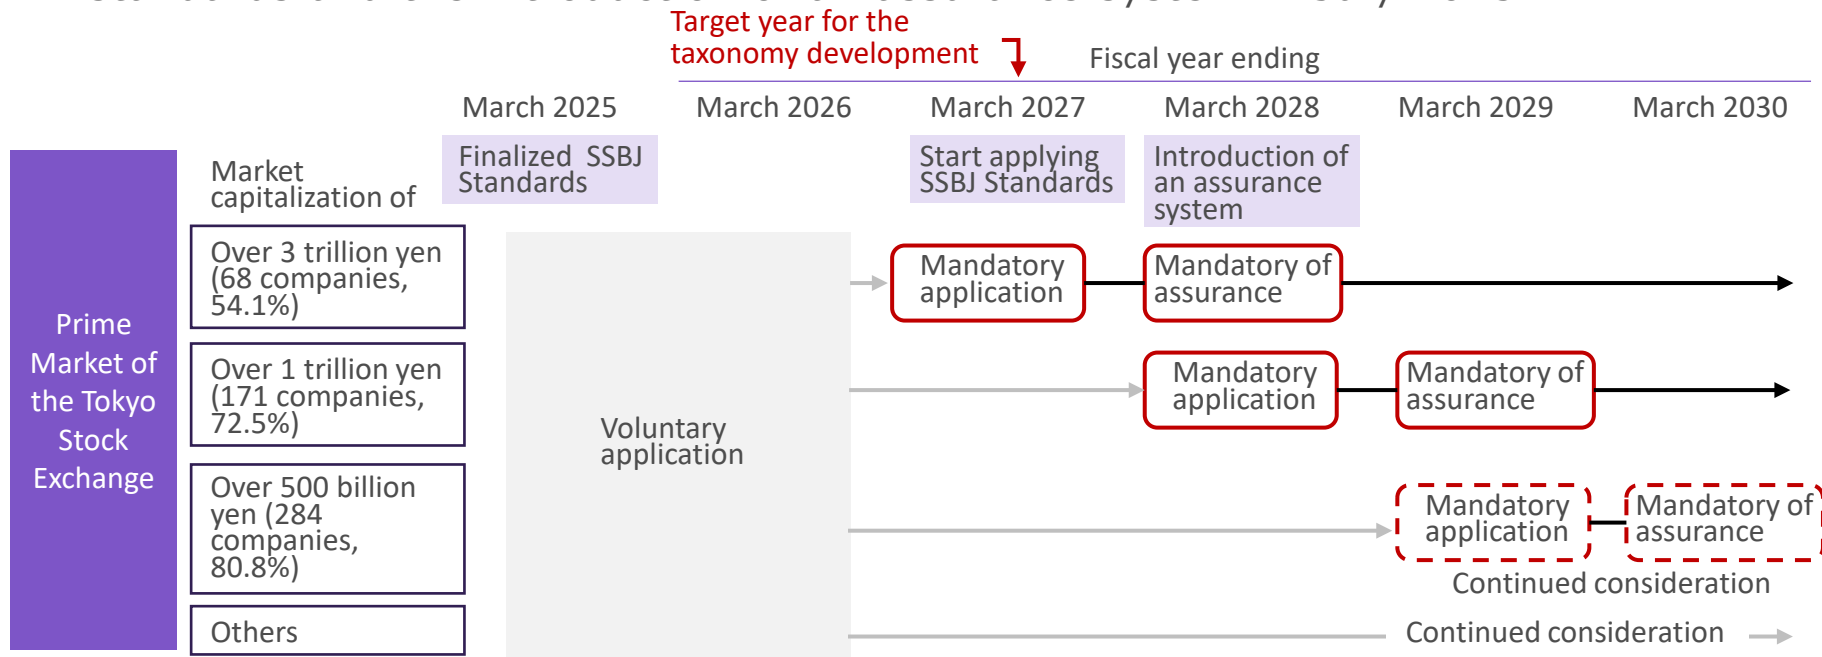 Target year for the
taxonomy development
Fiscal year ending
March 2025
March 2026
March 2027
March 2028
March 2029
March 2030
Finalized SSBJ
Standards
Start applying
SSBJ Standards
Introduction of
an assurance
system
Prime
Market of
the Tokyo
Stock
Exchange
Market
capitalization of
Over 3 trillion yen
(68 companies,
54.1%)
Mandatory
application
Mandatory of
assurance
Over 1 trillion yen
(171 companies,
72.5%)
Mandatory
application
Mandatory of
assurance
Voluntary
application
Over 500 billion
yen (284
companies,
80.8%)
Mandatory
application
Mandatory of
assurance
Continued consideration
Others
Continued consideration